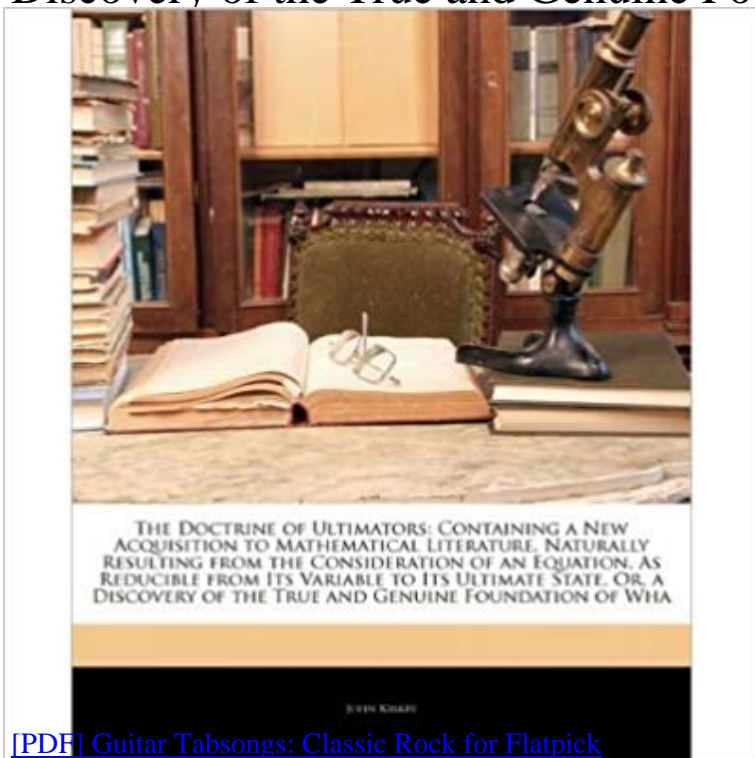 Discovery of the True and Genuine Fo
THE DOCTRINE OF ULTIMATORS: CONTAINING A NEW
ACQUISITION TO MATHEMATICAL LITERATURE, NATURALLY
RESULTING FROM THE CONSIDERATION OF AN EQUATION, AS
REDUCIBLE FROM ITS VARIABLE TO ITS ULTIMATE STATE, OR, A
DISCOVERY OF THE TRUE AND GENUINE FOUNDATION OF WHA
JOHN KIRKBY
[PDF] Guitar Tabsongs: Classic Rock for Flatpick